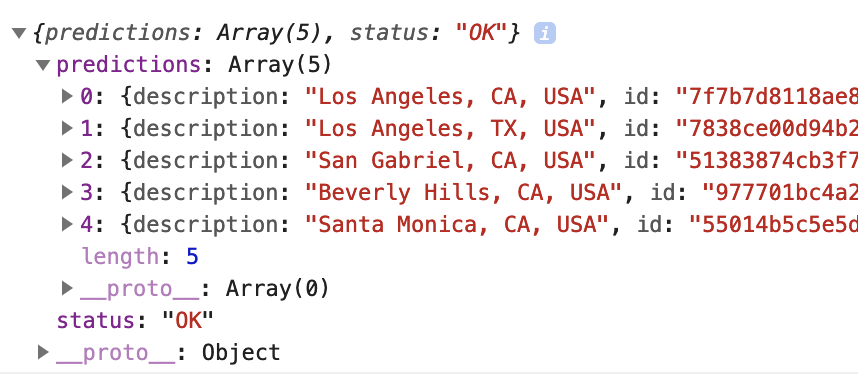 {predictions: Array(5), status: "OK"} i
predictions: Array(5)
0: {description: "Los Angeles, CA, USA", id: "7f7b7d8118ae8
1: {description: "Los Angeles, TX, USA", id: "7838ce00d94b2
2: {description: "San Gabriel, CA, USA", id: "51383874cb3f7
3: {description: "Beverly Hills, CA, USA", id: "977701bc4a2
4: {description: "Santa Monica, CA, USA", id: "55014b5c5e5d
length: 5
__proto__: Array(0)
status: "OK"
__proto__: Object